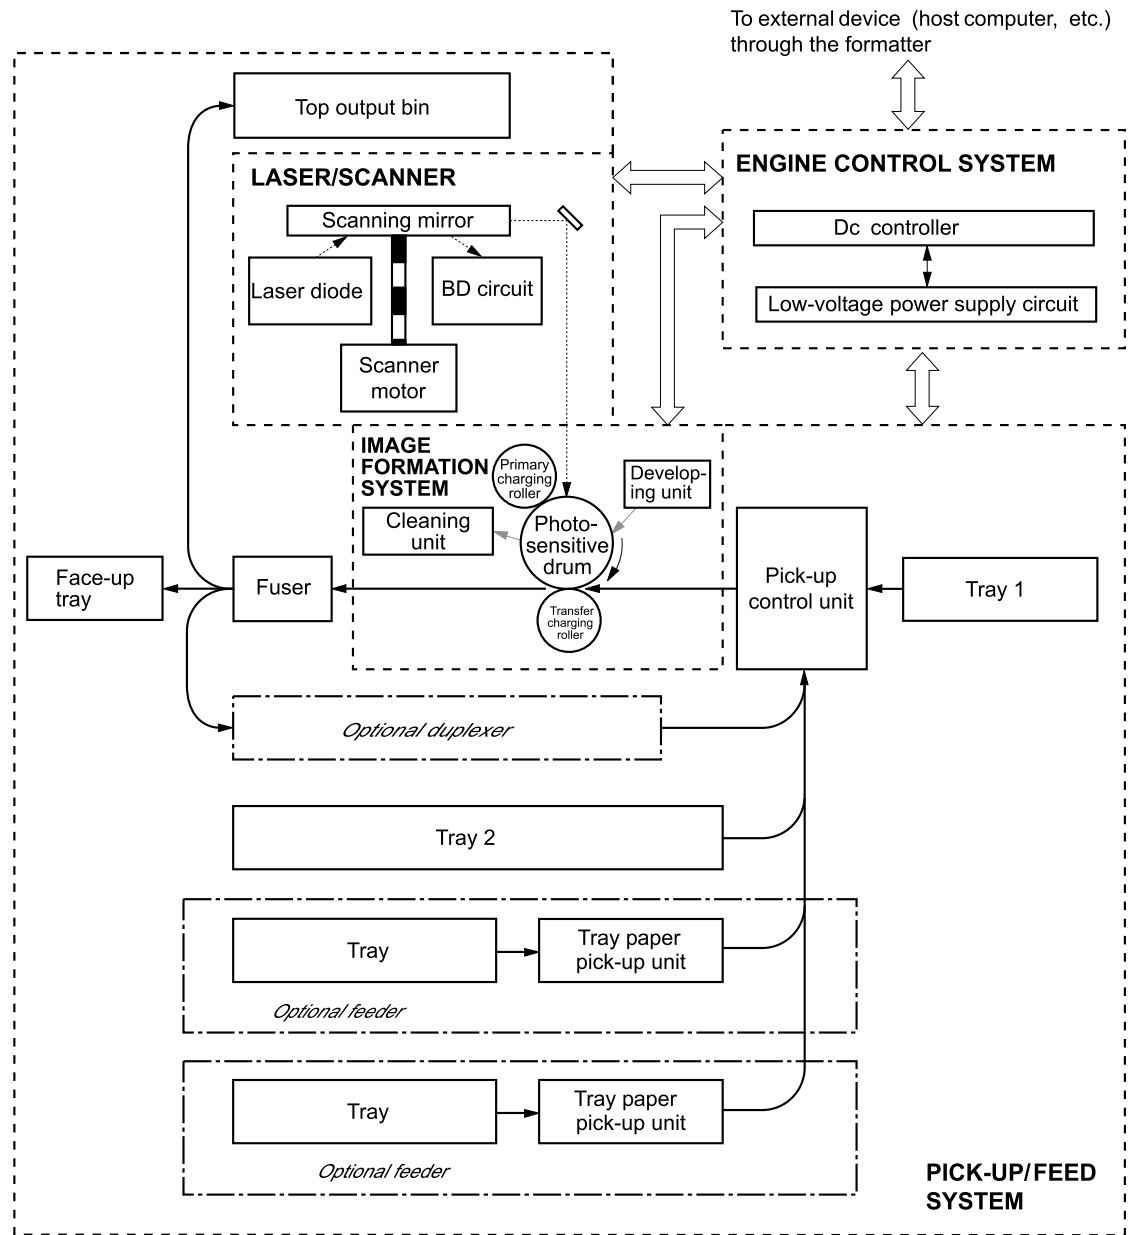 To external device (host computer, etc.)
through the formatter
Top output bin
ENGINE CONTROL SYSTEM
LASER/SCANNER
Scanning mirror
Dc controller
Laser diode
BD circuit
Low-voltage power supply circuit
Scanner
motor
IMAGE
FORMATION
SYSTEM
Primary
charging
roller
Develop-
ing unit
Cleaning
unit
Photo-
sensitive
drum
Face-up
tray
Fuser
Pick-up
control unit
Tray 1
Transfer
charging
roller
Optional duplexer
Tray 2
Tray
Tray paper
pick-up unit
Optional feeder
Tray
Tray paper
pick-up unit
Optional feeder
PICK-UP/FEED
SYSTEM